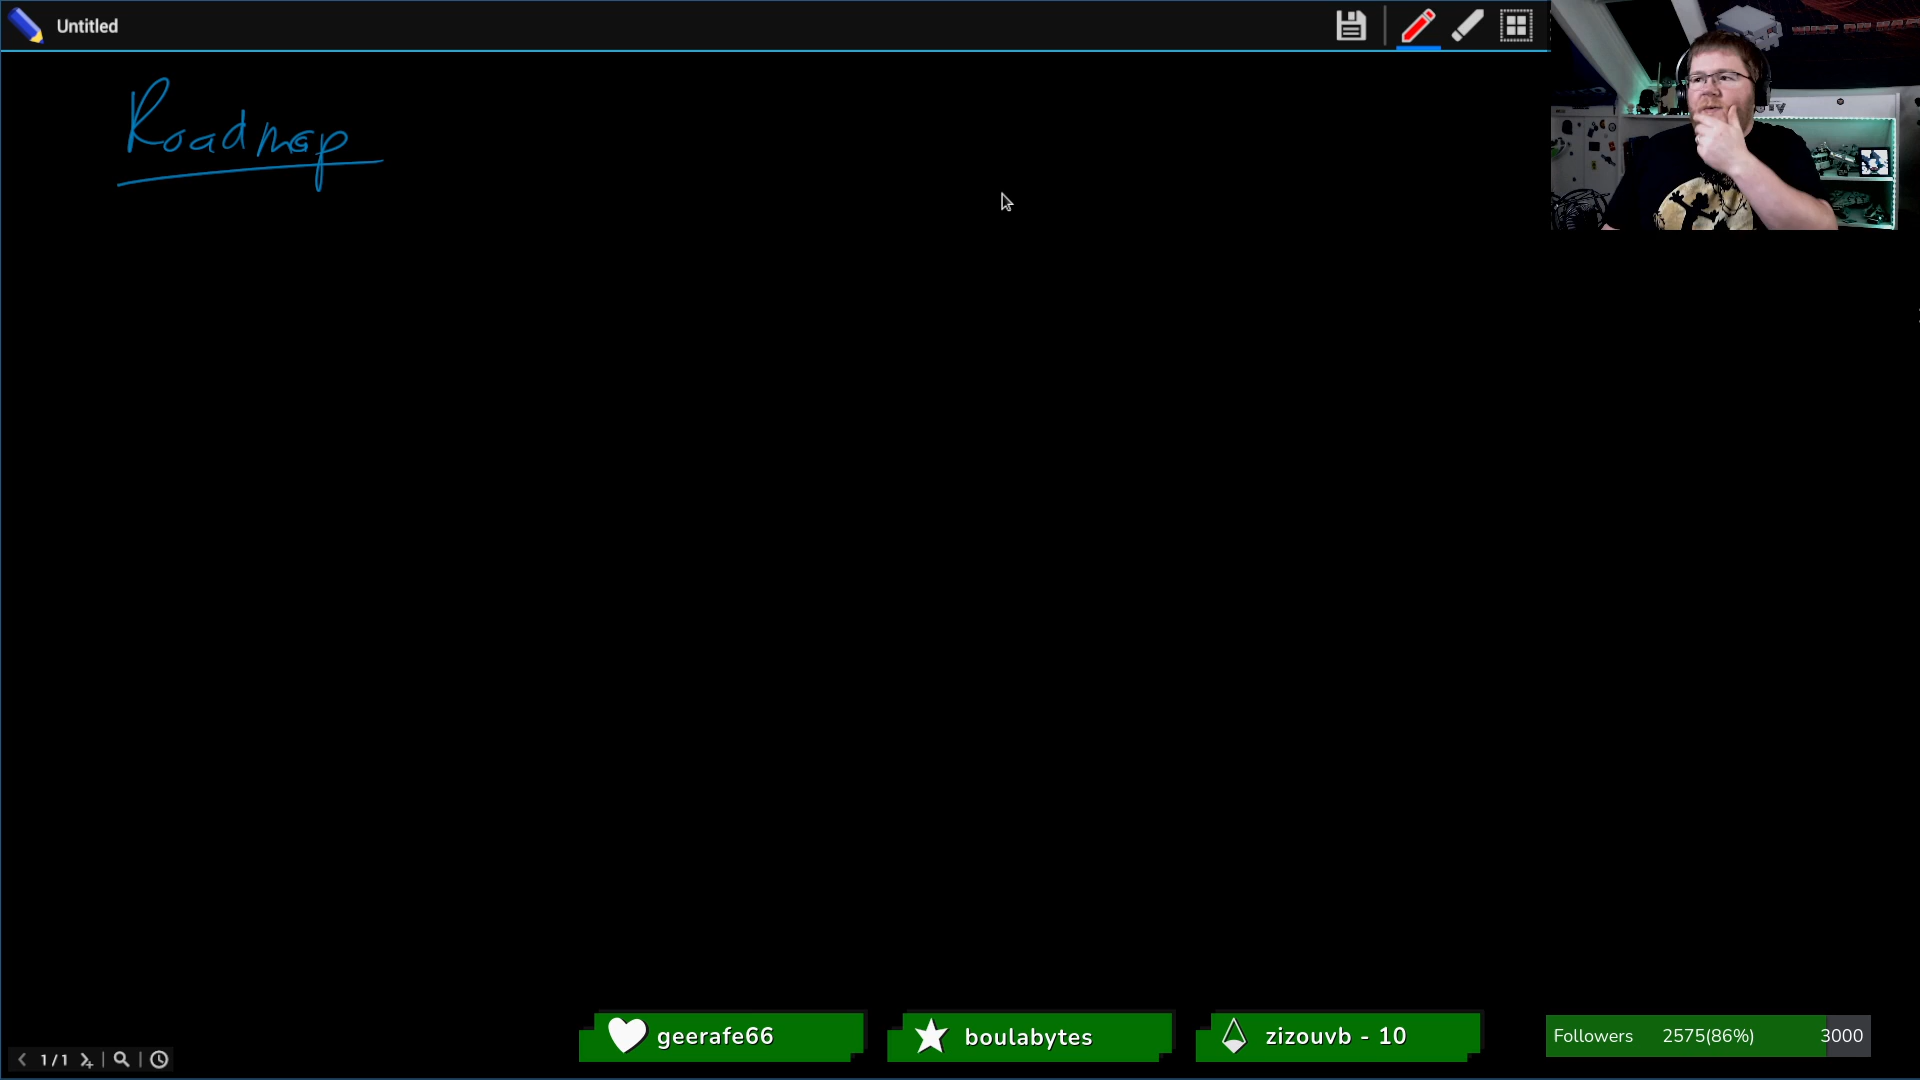 Untitled
Roadmap
1/1
geerafe66
boulabytes
zizouvb - 10
Followers 2575(86%) 3000